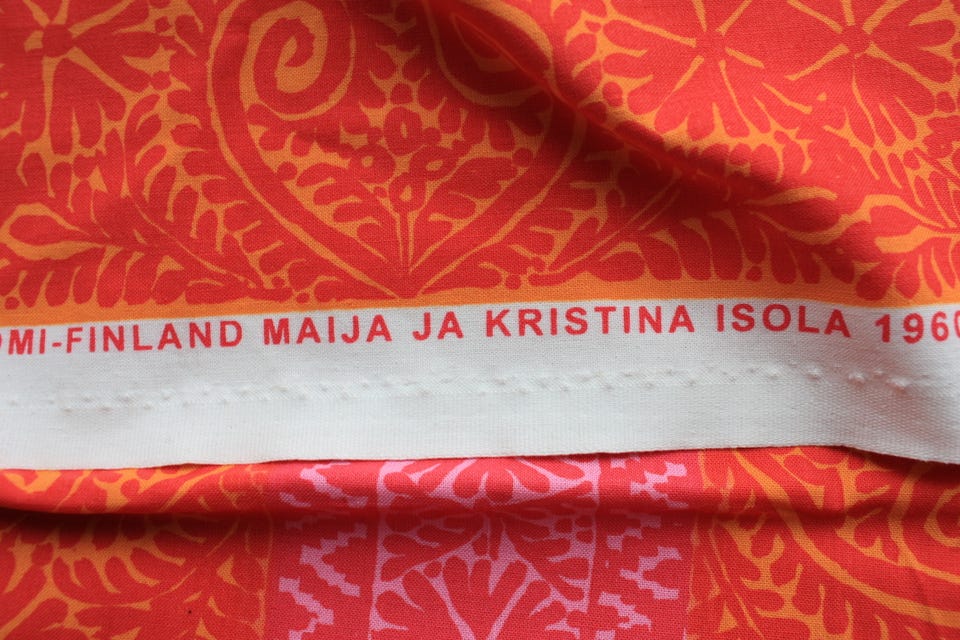 OMI-FINLAND MAIJA JA KRISTINA ISOLA 1960